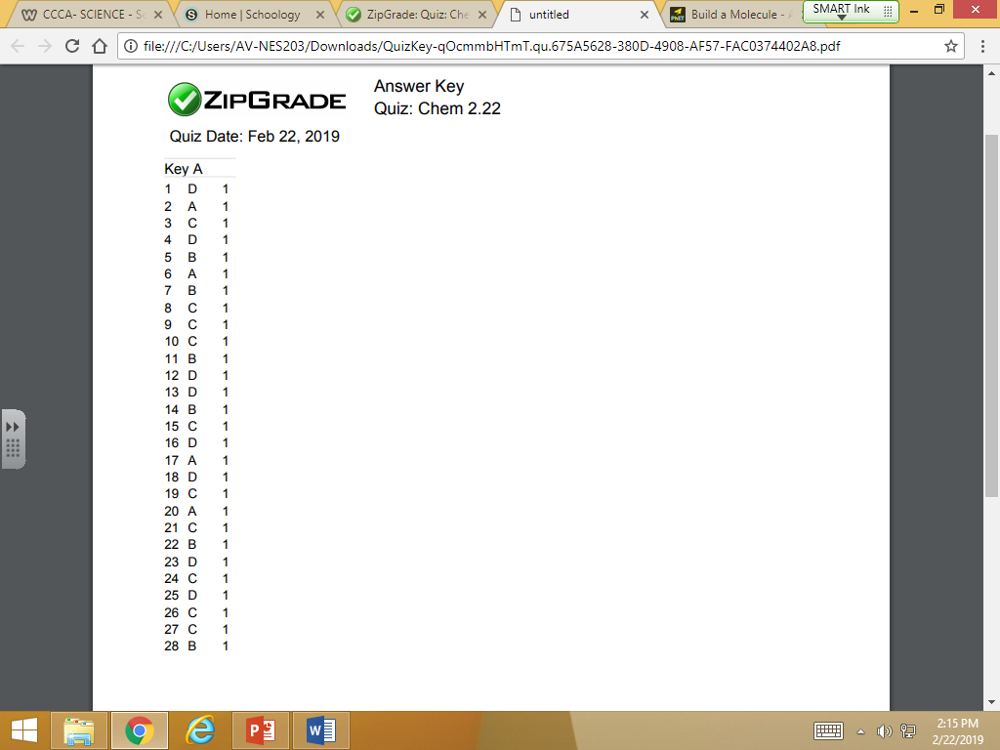 CCCA- SCIENCE - S
Home | Schoology
ZipGrade: Quiz: Che
untitled
Build a Molecule -
SMART Ink
file:///C:/Users/AV-NES203/Downloads/QuizKey-qOcmmbHTmT.qu.675A5628-380D-4908-AF57-FAC0374402A8.pdf
ZIPGRADE
Answer Key
Quiz: Chem 2.22
Quiz Date: Feb 22, 2019
Key A
1 D 1
2 A 1
3 C 1
4 D 1
5 B 1
6 A 1
7 B 1
8 C 1
9 C 1
10 C 1
11 B 1
12 D 1
13 D 1
14 B 1
15 C 1
16 D 1
17 A 1
18 D 1
19 C 1
20 A 1
21 C 1
22 B 1
23 D 1
24 C 1
25 D 1
26 C 1
27 C 1
28 B 1
2:15 PM
2/22/2019